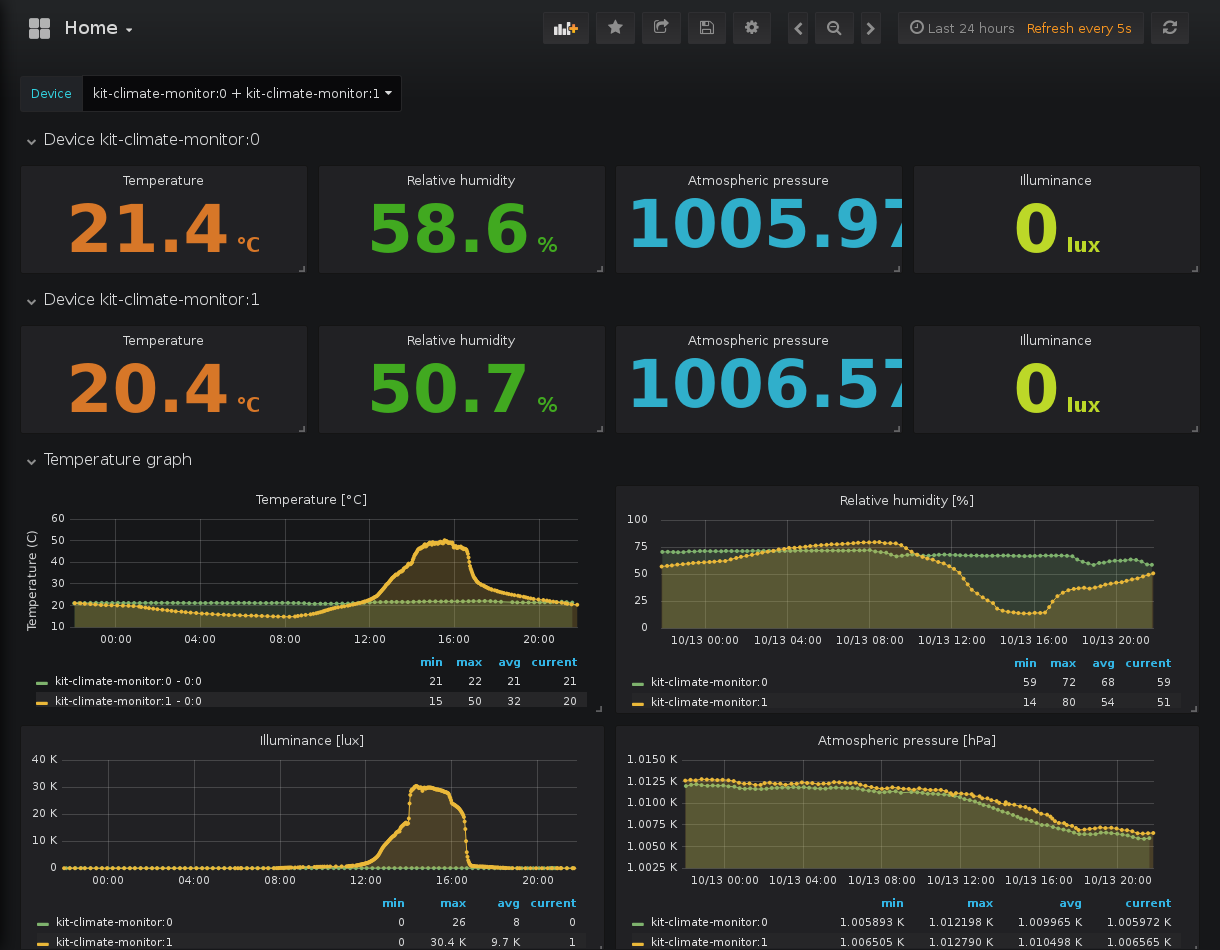 Home
Last 24 hours Refresh every 5s
Device kit-climate-monitor:0 + kit-climate-monitor:1
Device kit-climate-monitor:0
Temperature Relative humidity Atmospheric pressure Illuminance
21.4 °C 58.6 % 1005.97 0 lux
Device kit-climate-monitor:1
Temperature Relative humidity Atmospheric pressure Illuminance
20.4 °C 50.7 % 1006.57 0 lux
Temperature graph
Temperature [°C]
Temperature (C)
60
50
40
30
20
10
00:00 04:00 08:00 12:00 16:00 20:00
min max avg current
kit-climate-monitor:0 - 0:0 21 22 21 21
kit-climate-monitor:1 - 0:0 15 50 32 20
Relative humidity [%]
100
75
50
25
0
10/13 00:00 10/13 04:00 10/13 08:00 10/13 12:00 10/13 16:00 10/13 20:00
min max avg current
kit-climate-monitor:0 59 72 68 59
kit-climate-monitor:1 14 80 54 51
Illuminance [lux]
40 K
30 K
20 K
10 K
0
00:00 04:00 08:00 12:00 16:00 20:00
min max avg current
kit-climate-monitor:0 0 26 8 0
kit-climate-monitor:1 0 30.4 K 9.7 K 1
Atmospheric pressure [hPa]
1.0150 K
1.0125 K
1.0100 K
1.0075 K
1.0050 K
1.0025 K
10/13 00:00 10/13 04:00 10/13 08:00 10/13 12:00 10/13 16:00 10/13 20:00
min max avg current
kit-climate-monitor:0 1.005893 K 1.012198 K 1.009965 K 1.005972 K
kit-climate-monitor:1 1.006505 K 1.012790 K 1.010498 K 1.006565 K